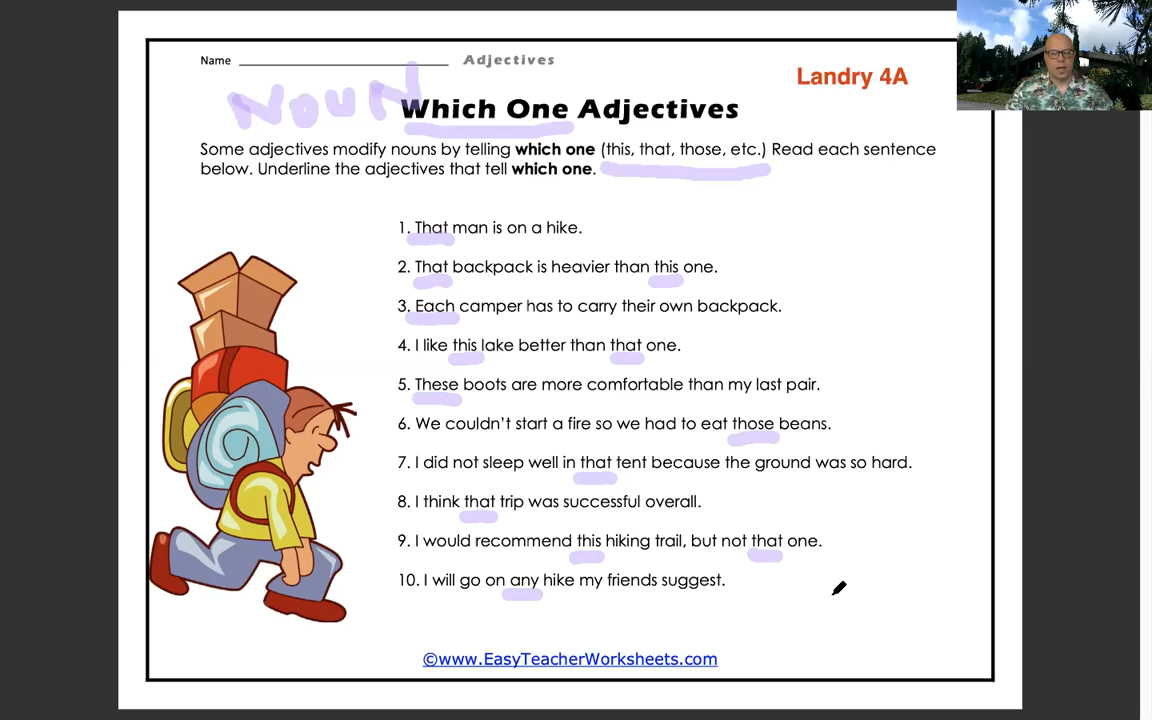 Name Adjectives
Landry 4A
NOUN
Which One Adjectives
Some adjectives modify nouns by telling which one (this, that, those, etc.) Read each sentence
below. Underline the adjectives that tell which one.
1. That man is on a hike.
2. That backpack is heavier than this one.
3. Each camper has to carry their own backpack.
4. I like this lake better than that one.
5. These boots are more comfortable than my last pair.
6. We couldn't start a fire so we had to eat those beans.
7. I did not sleep well in that tent because the ground was so hard.
8. I think that trip was successful overall.
9. I would recommend this hiking trail, but not that one.
10. I will go on any hike my friends suggest.
©www.EasyTeacherWorksheets.com